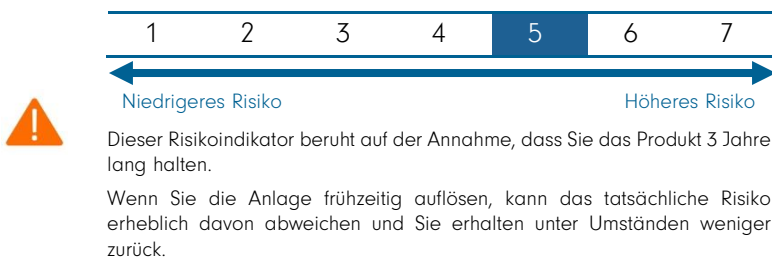 1 2 3 4 5 6 7
Niedrigeres Risiko Höheres Risiko
Dieser Risikoindikator beruht auf der Annahme, dass Sie das Produkt 3 Jahre
lang halten.
Wenn Sie die Anlage frühzeitig auflösen, kann das tatsächliche Risiko
erheblich davon abweichen und Sie erhalten unter Umständen weniger
zurück.